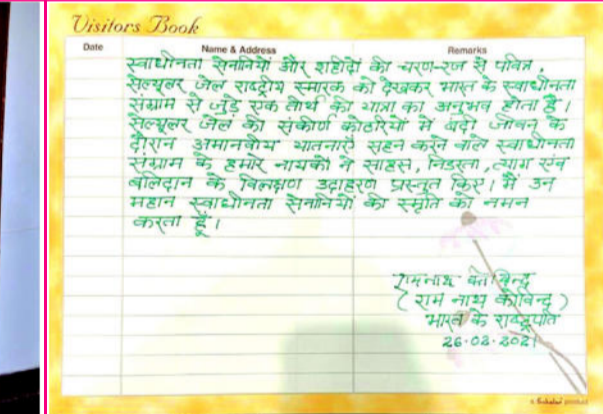 Visitors Book
Date Name & Address Remarks
स्वाधीनता सेनानियों और शहीदों की चरण-रज से पवित्र,
सेल्युलर जेल राष्ट्रीय स्मारक को देखकर भारत के स्वाधीनता
संग्राम से जुड़े एक तीर्थ की यात्रा का अनुभव होता है।
सेल्युलर जेल की संकीर्ण कोठरियों में बंदी जीवन के
दौरान अमानवीय यातनाएं सहन करने वाले स्वाधीनता
संग्राम के हमारे नायकों ने साहस, निडरता, त्याग एवं
बलिदान के विलक्षण उदाहरण प्रस्तुत किए। मैं उन
महान स्वाधीनता सेनानियों की स्मृति को नमन
करता हूँ।
रामनाथ कोविन्द
(राम नाथ कोविन्द)
भारत के राष्ट्रपति
26.02.2021